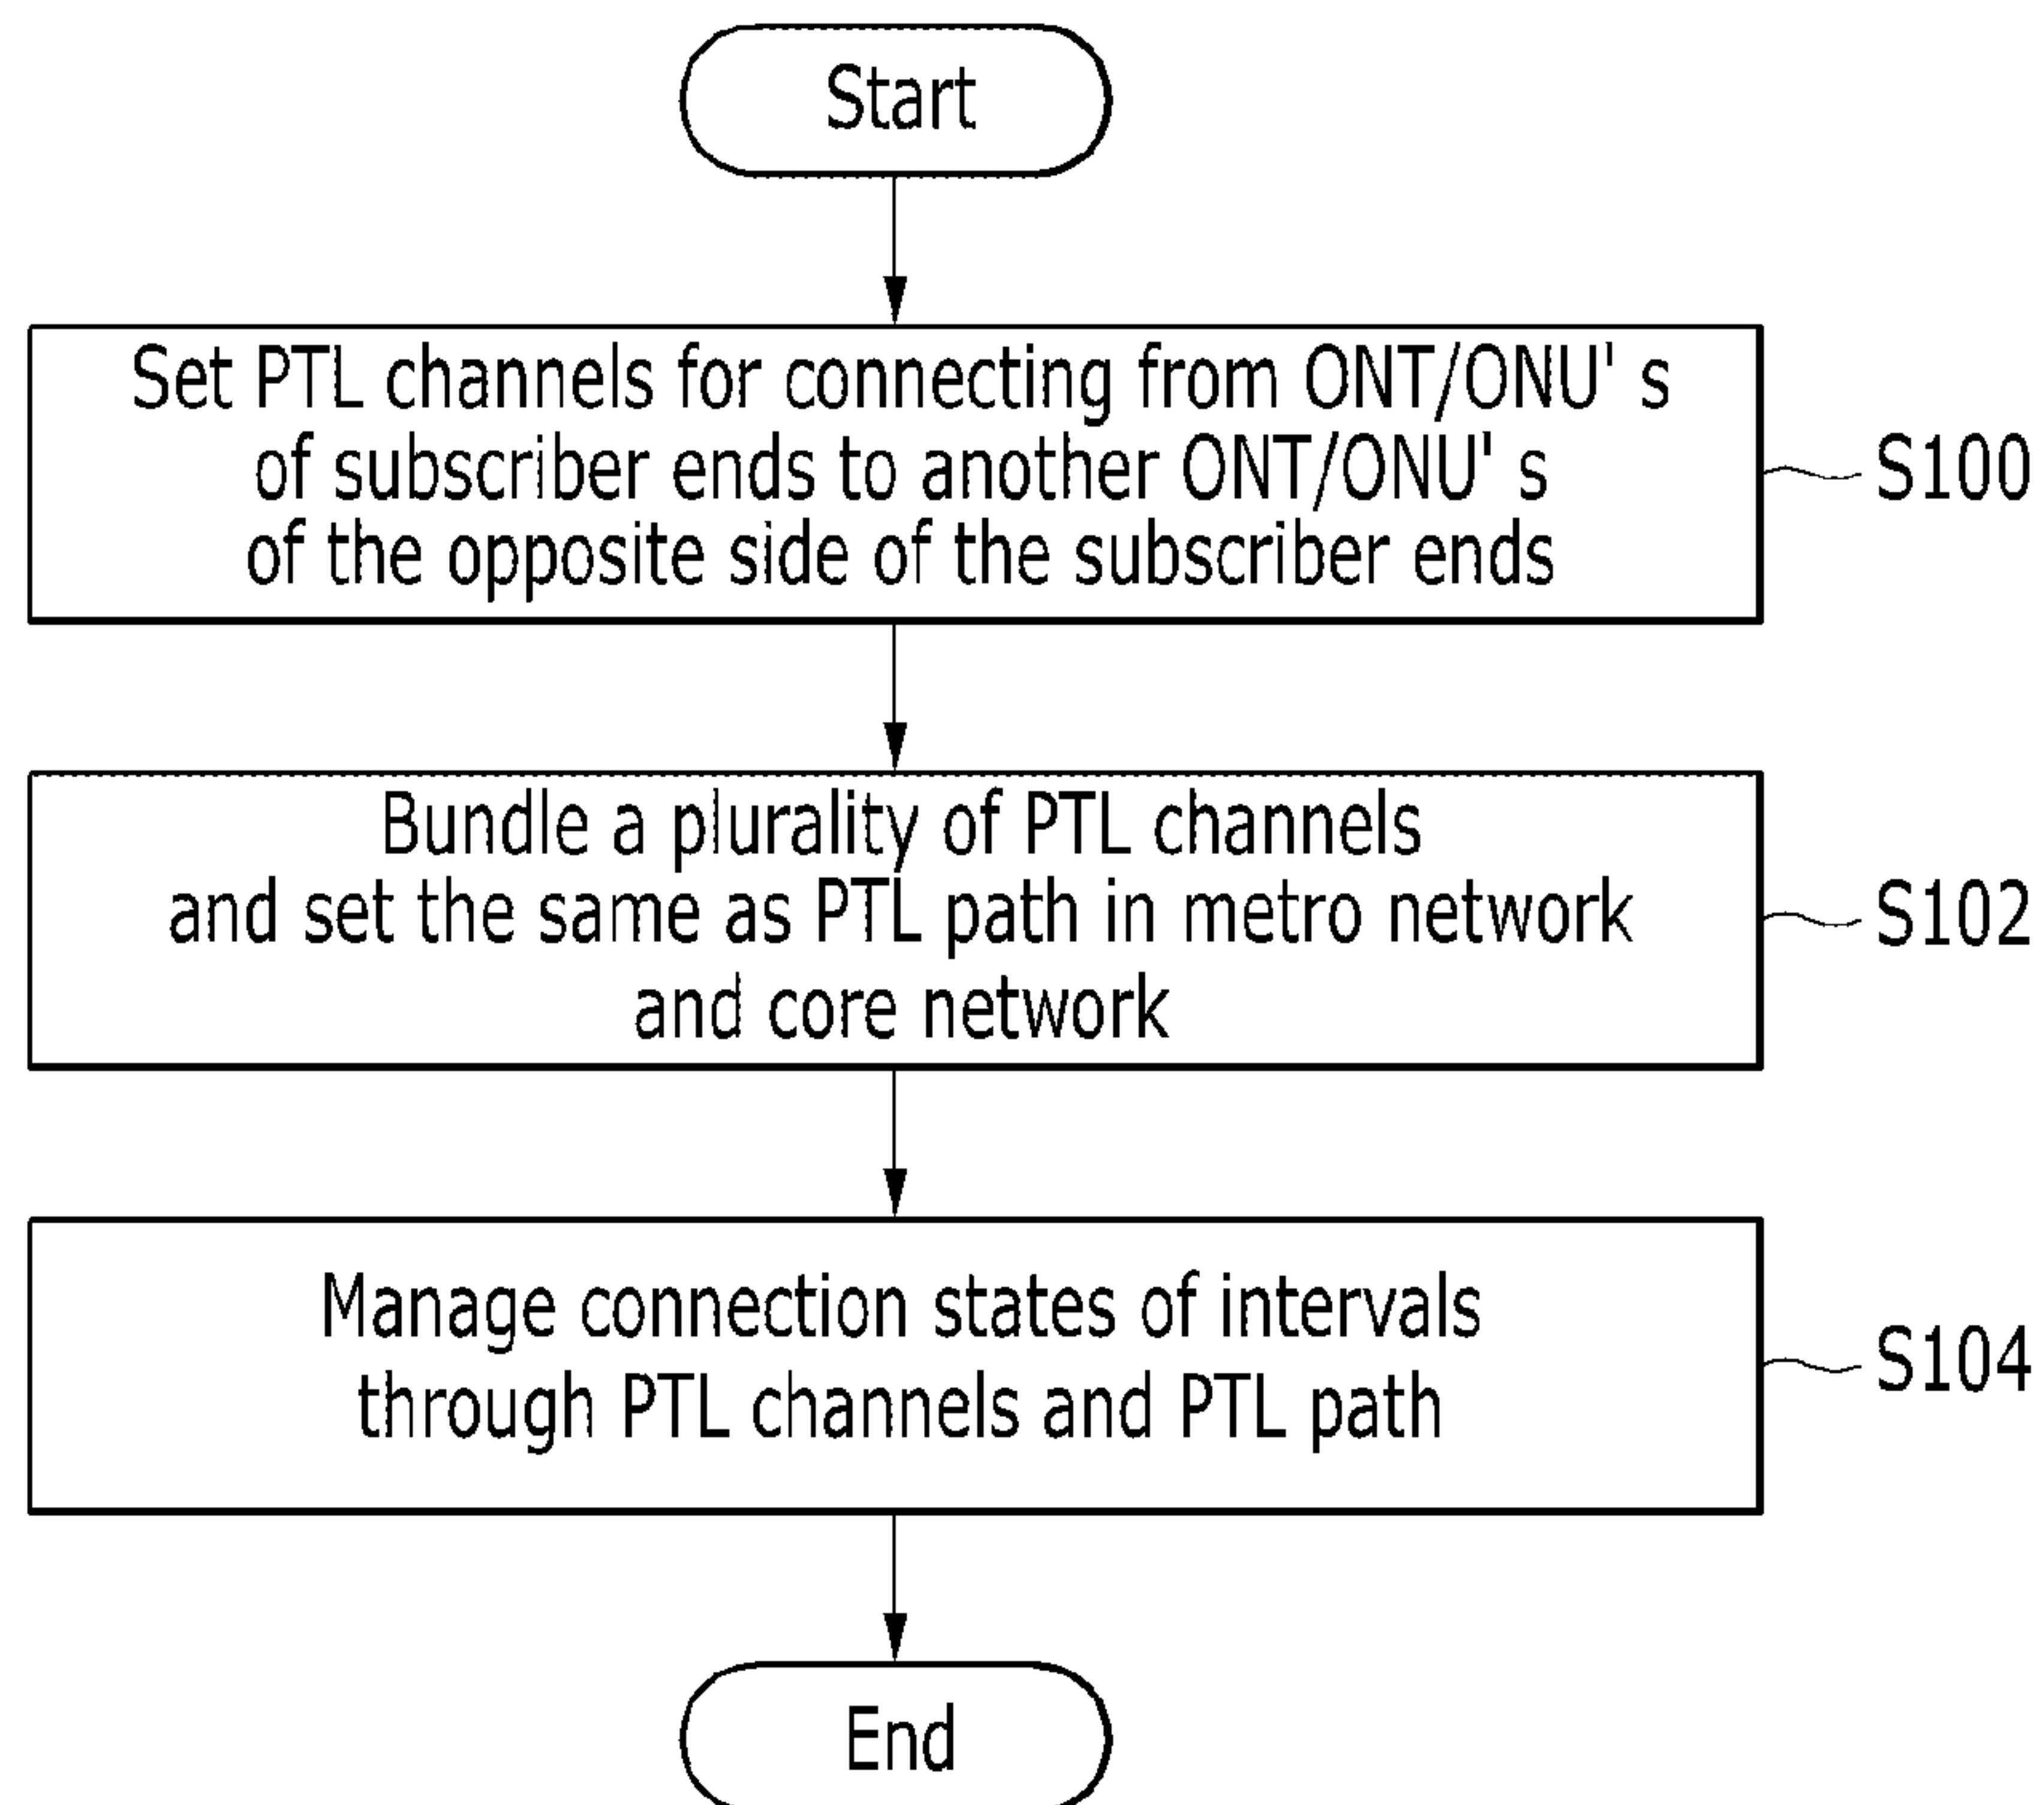 Start
Set PTL channels for connecting from ONT/ONU' s
of subscriber ends to another ONT/ONU' s
of the opposite side of the subscriber ends
S100
Bundle a plurality of PTL channels
and set the same as PTL path in metro network
and core network
S102
Manage connection states of intervals
through PTL channels and PTL path
S104
End